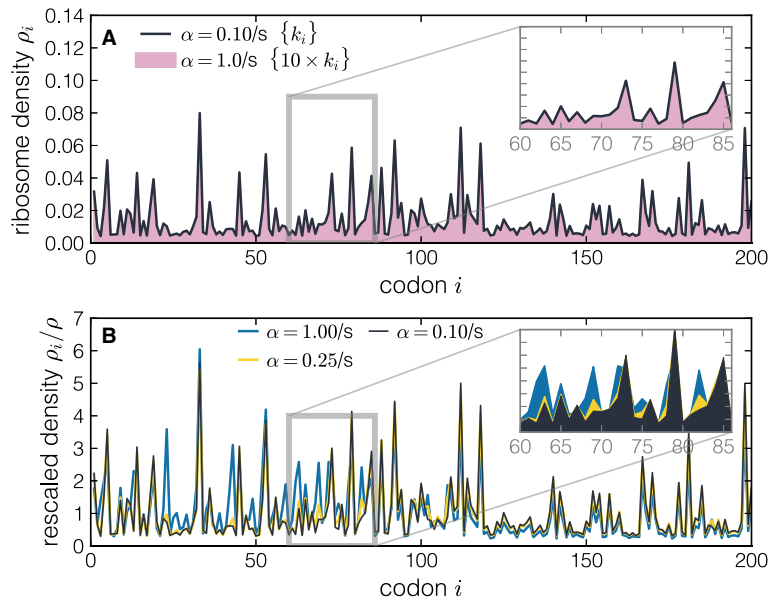 A
α = 0.10/s {k_i}
α = 1.0/s {10 × k_i}
ribosome density ρ_i
0.14
0.12
0.10
0.08
0.06
0.04
0.02
0.00
60 65 70 75 80 85
0 50 100 150 200
codon i
B
α = 1.00/s α = 0.10/s
α = 0.25/s
rescaled density ρ_i/ρ
7
6
5
4
3
2
1
0
60 65 70 75 80 85
0 50 100 150 200
codon i